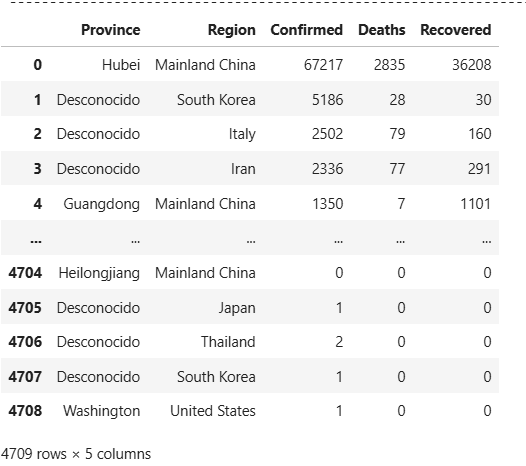 Province Region Confirmed Deaths Recovered
0 Hubei Mainland China 67217 2835 36208
1 Desconocido South Korea 5186 28 30
2 Desconocido Italy 2502 79 160
3 Desconocido Iran 2336 77 291
4 Guangdong Mainland China 1350 7 1101
... ... ... ... ... ...
4704 Heilongjiang Mainland China 0 0 0
4705 Desconocido Japan 1 0 0
4706 Desconocido Thailand 2 0 0
4707 Desconocido South Korea 1 0 0
4708 Washington United States 1 0 0
4709 rows × 5 columns